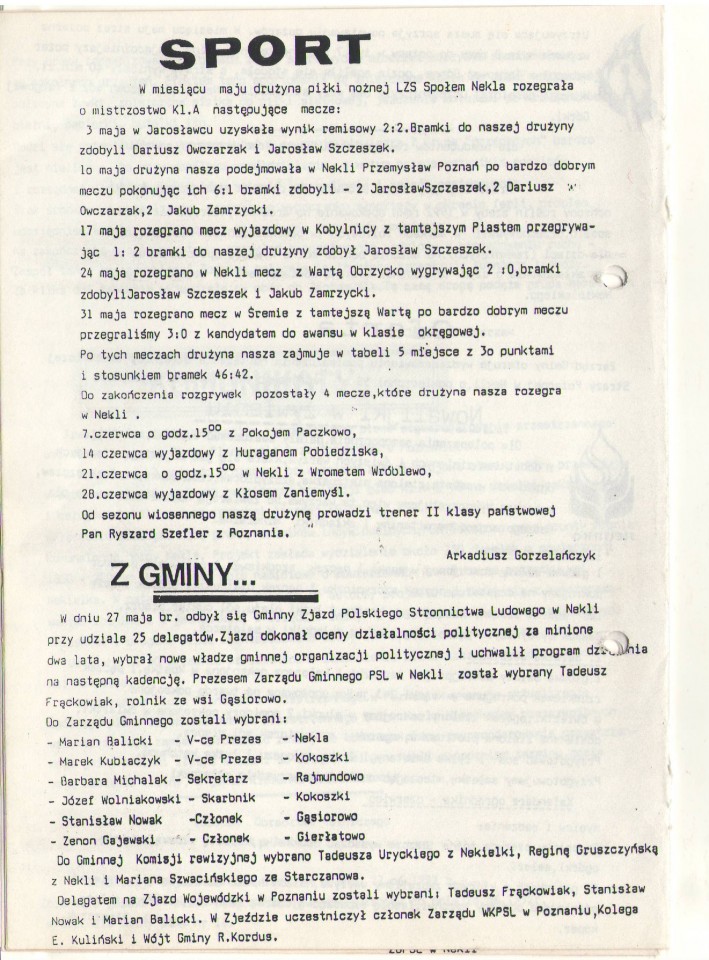 SPORT
W miesiącu maju drużyna piłki nożnej LZS Społem Nekla rozegrała
o mistrzostwo Kl.A następujące mecze:
3 maja w Jarosławcu uzyskała wynik remisowy 2:2.Bramki do naszej drużyny
zdobyli Dariusz Owczarzak i Jarosław Szczeszek.
lo maja drużyna nasza podejmowała w Nekli Przemysław Poznań po bardzo dobrym
meczu pokonując ich 6:1 bramki zdobyli - 2 JarosławSzczeszek,2 Dariusz
Owczarzak,2 Jakub Zamrzycki.
17 maja rozegrano mecz wyjazdowy w Kobylnicy z tamtejszym Piastem przegrywa-
jąc 1: 2 bramki do naszej drużyny zdobył Jarosław Szczeszek.
24 maja rozegrano w Nekli mecz z Wartą Obrzycko wygrywając 2 :0,bramki
zdobyliJarosław Szczeszek i Jakub Zamrzycki.
31 maja rozegrano mecz w Śremie z tamtejszą Wartą po bardzo dobrym meczu
przegraliśmy 3:0 z kandydatem do awansu w klasie okręgowej.
Po tych meczach drużyna nasza zajmuje w tabeli 5 miejsce z 3o punktami
i stosunkiem bramek 46:42.
Do zakończenia rozgrywek pozostały 4 mecze,które drużyna nasza rozegra
w Nekli .
7.czerwca o godz.15⁰⁰ z Pokojem Paczkowo,
14 czerwca wyjazdowy z Huraganem Pobiedziska,
21.czerwca o godz.15⁰⁰ w Nekli z Wrometem Wróblewo,
28.czerwca wyjazdowy z Kłosem Zaniemyśl.
Od sezonu wiosennego naszą drużynę prowadzi trener II klasy państwowej
Pan Ryszard Szefler z Poznania.
Arkadiusz Gorzelańczyk
Z GMINY...
W dniu 27 maja br. odbył się Gminny Zjazd Polskiego Stronnictwa Ludowego w Nekli
przy udziale 25 delegatów.Zjazd dokonał oceny działalności politycznej za minione
dwa lata, wybrał nowe władze gminnej organizacji politycznej i uchwalił program
na następną kadencję. Prezesem Zarządu Gminnego PSL w Nekli został wybrany Tadeusz
Frąckowiak, rolnik ze wsi Gąsiorowo.
Do Zarządu Gminnego zostali wybrani:
- Marian Balicki - V-ce Prezes - Nekla
- Marek Kubiaczyk - V-ce Prezes - Kokoszki
- Barbara Michalak - Sekretarz - Rajmundowo
- Józef Wolniakowski - Skarbnik - Kokoszki
- Stanisław Nowak -Członek - Gąsiorowo
- Zenon Gajewski - Członek - Gierłatowo
Do Gminnej Komisji rewizyjnej wybrano Tadeusza Uryckiego z Nekielki, Reginę Gruszczyńską
z Nekli i Mariana Szwacińskiego ze Starczanowa.
Delegatem na Zjazd Wojewódzki w Poznaniu zostali wybrani: Tadeusz Frąckowiak, Stanisław
Nowak i Marian Balicki. W Zjeździe uczestniczył członek Zarządu WKPSL w Poznaniu,Kolega
E. Kuliński i Wójt Gminy R.Kordus.